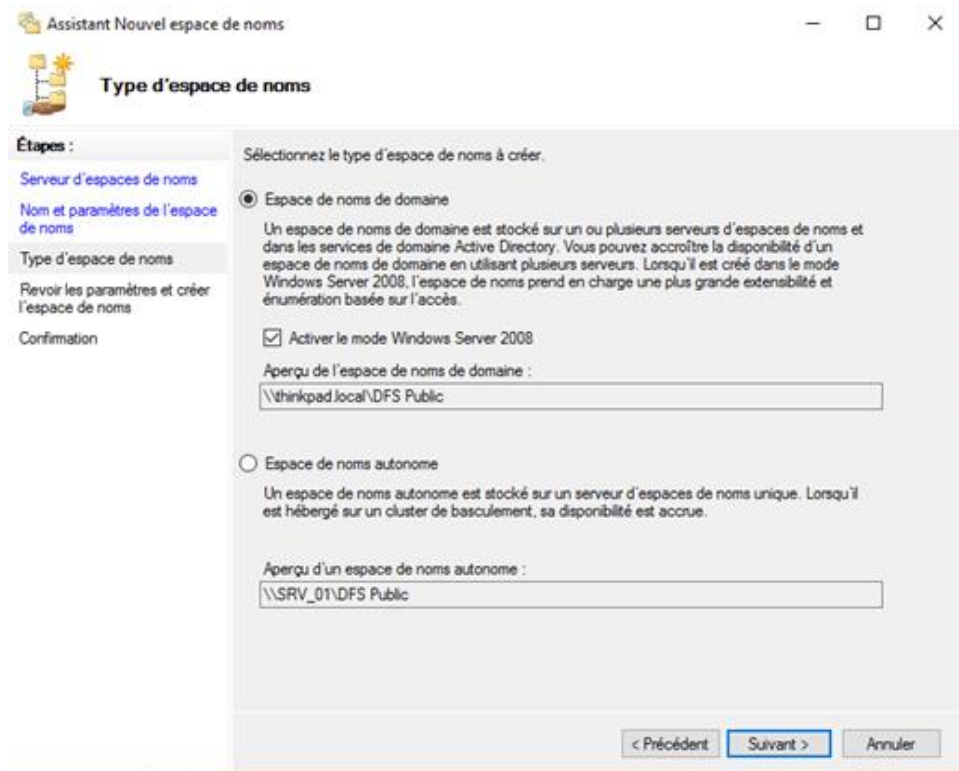 Assistant Nouvel espace de noms
Type d'espace de noms
Étapes :
Serveur d'espaces de noms
Nom et paramètres de l'espace
de noms
Type d'espace de noms
Revoir les paramètres et créer
l'espace de noms
Confirmation
Sélectionnez le type d'espace de noms à créer.
Espace de noms de domaine
Un espace de noms de domaine est stocké sur un ou plusieurs serveurs d'espaces de noms et
dans les services de domaine Active Directory. Vous pouvez accroître la disponibilité d'un
espace de noms de domaine en utilisant plusieurs serveurs. Lorsqu'il est créé dans le mode
Windows Server 2008, l'espace de noms prend en charge une plus grande extensibilité et
énumération basée sur l'accès.
Activer le mode Windows Server 2008
Aperçu de l'espace de noms de domaine :
\\thinkpad.local\DFS Public
Espace de noms autonome
Un espace de noms autonome est stocké sur un serveur d'espaces de noms unique. Lorsqu'il
est hébergé sur un cluster de basculement, sa disponibilité est accrue.
Aperçu d'un espace de noms autonome :
\\SRV_01\DFS Public
< Précédent
Suivant >
Annuler